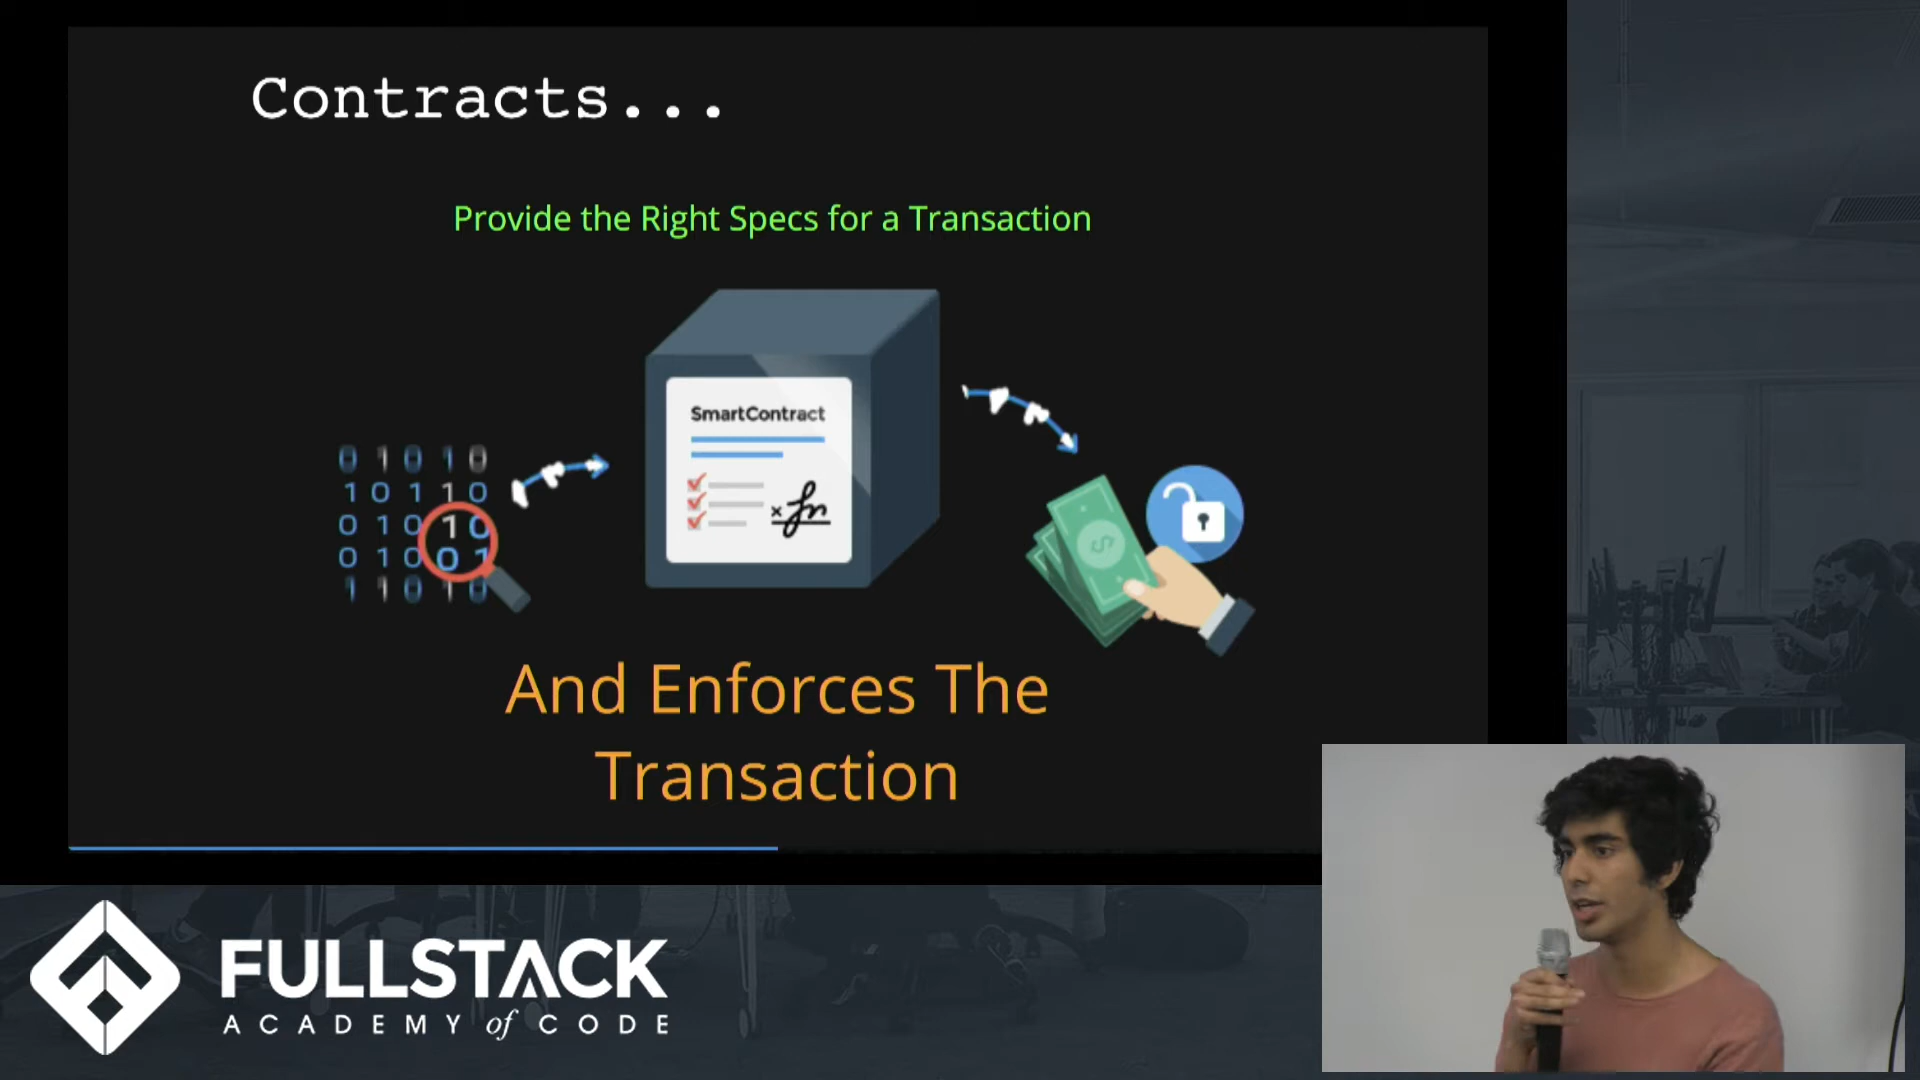 Contracts...
Provide the Right Specs for a Transaction
SmartContract
0 1 0 1 0
1 0 1 1 0
0 1 0 1 0
0 1 0 0 1
1 1 0 1 0
× fn
And Enforces The
Transaction
FULLSTACK
ACADEMY of CODE